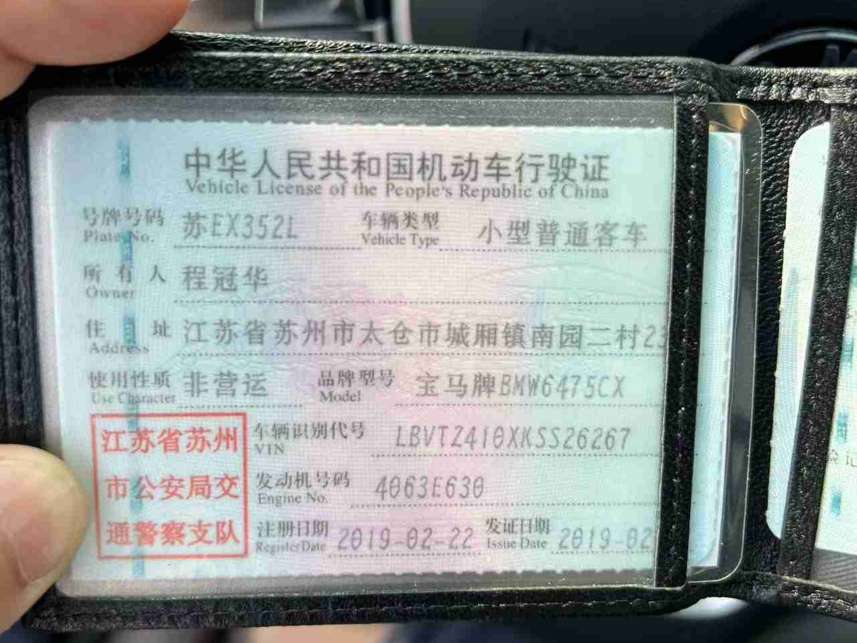 中华人民共和国机动车行驶证
Vehicle License of the People's Republic of China
号牌号码 苏EX352L 车辆类型 小型普通客车
Plate No. Vehicle Type
所有人 程冠华
Owner
住址 江苏省苏州市太仓市城厢镇南园二村23
Address
使用性质 非营运 品牌型号 宝马牌BMW6475CX
Use Character Model
江苏省苏州 车辆识别代号 LBVTZ410XKSS26267
VIN
市公安局交 发动机号码 4063E630
Engine No.
通警察支队 注册日期 2019-02-22 发证日期 2019-02
Register Date Issue Date